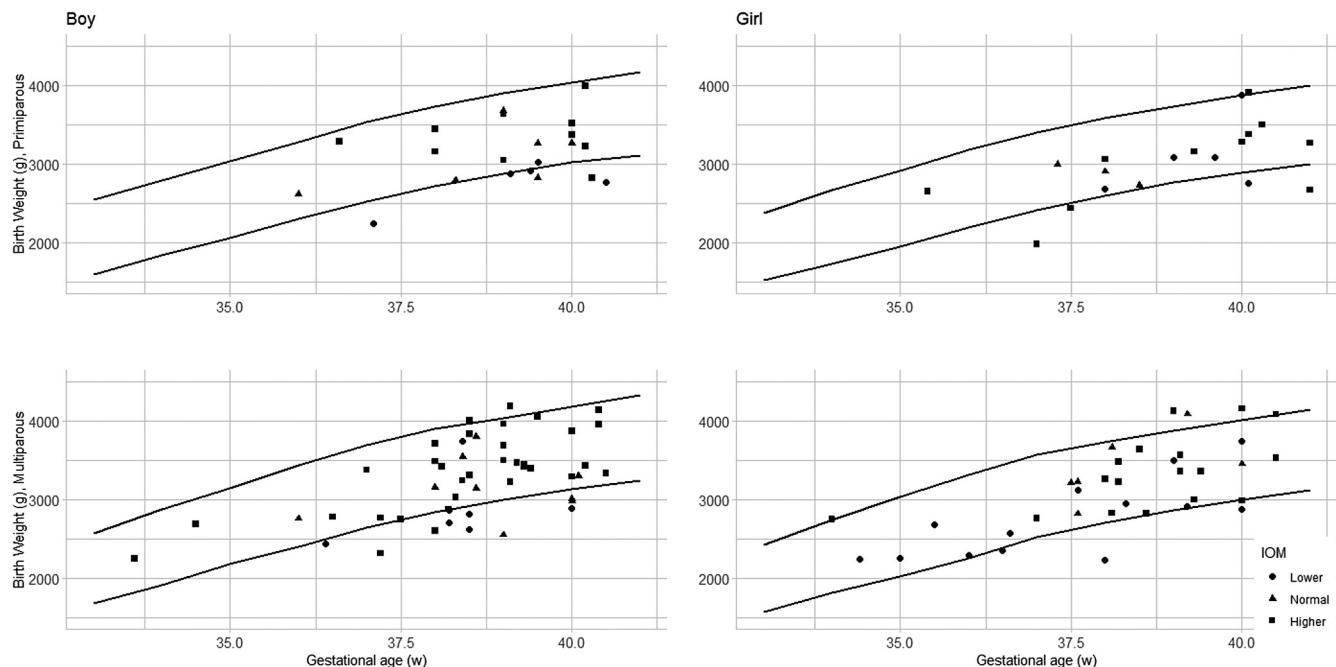 Boy
Girl
Birth Weight (g), Primiparous
4000
3000
2000
35.0
37.5
40.0
4000
3000
2000
35.0
37.5
40.0
Birth Weight (g), Multiparous
4000
3000
2000
35.0
37.5
40.0
Gestational age (w)
4000
3000
2000
35.0
37.5
40.0
Gestational age (w)
IOM
Lower
Normal
Higher